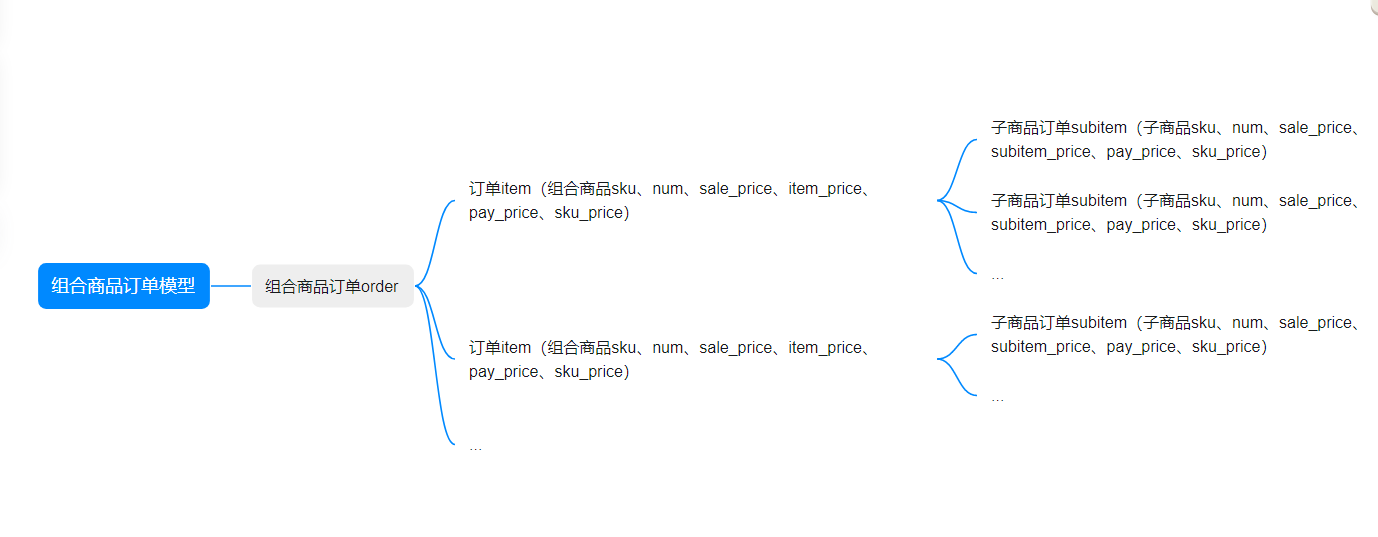 组合商品订单模型
组合商品订单order
订单item（组合商品sku、num、sale_price、item_price、
pay_price、sku_price）
子商品订单subitem（子商品sku、num、sale_price、
subitem_price、pay_price、sku_price）
子商品订单subitem（子商品sku、num、sale_price、
subitem_price、pay_price、sku_price）
...
订单item（组合商品sku、num、sale_price、item_price、
pay_price、sku_price）
子商品订单subitem（子商品sku、num、sale_price、
subitem_price、pay_price、sku_price）
...
...